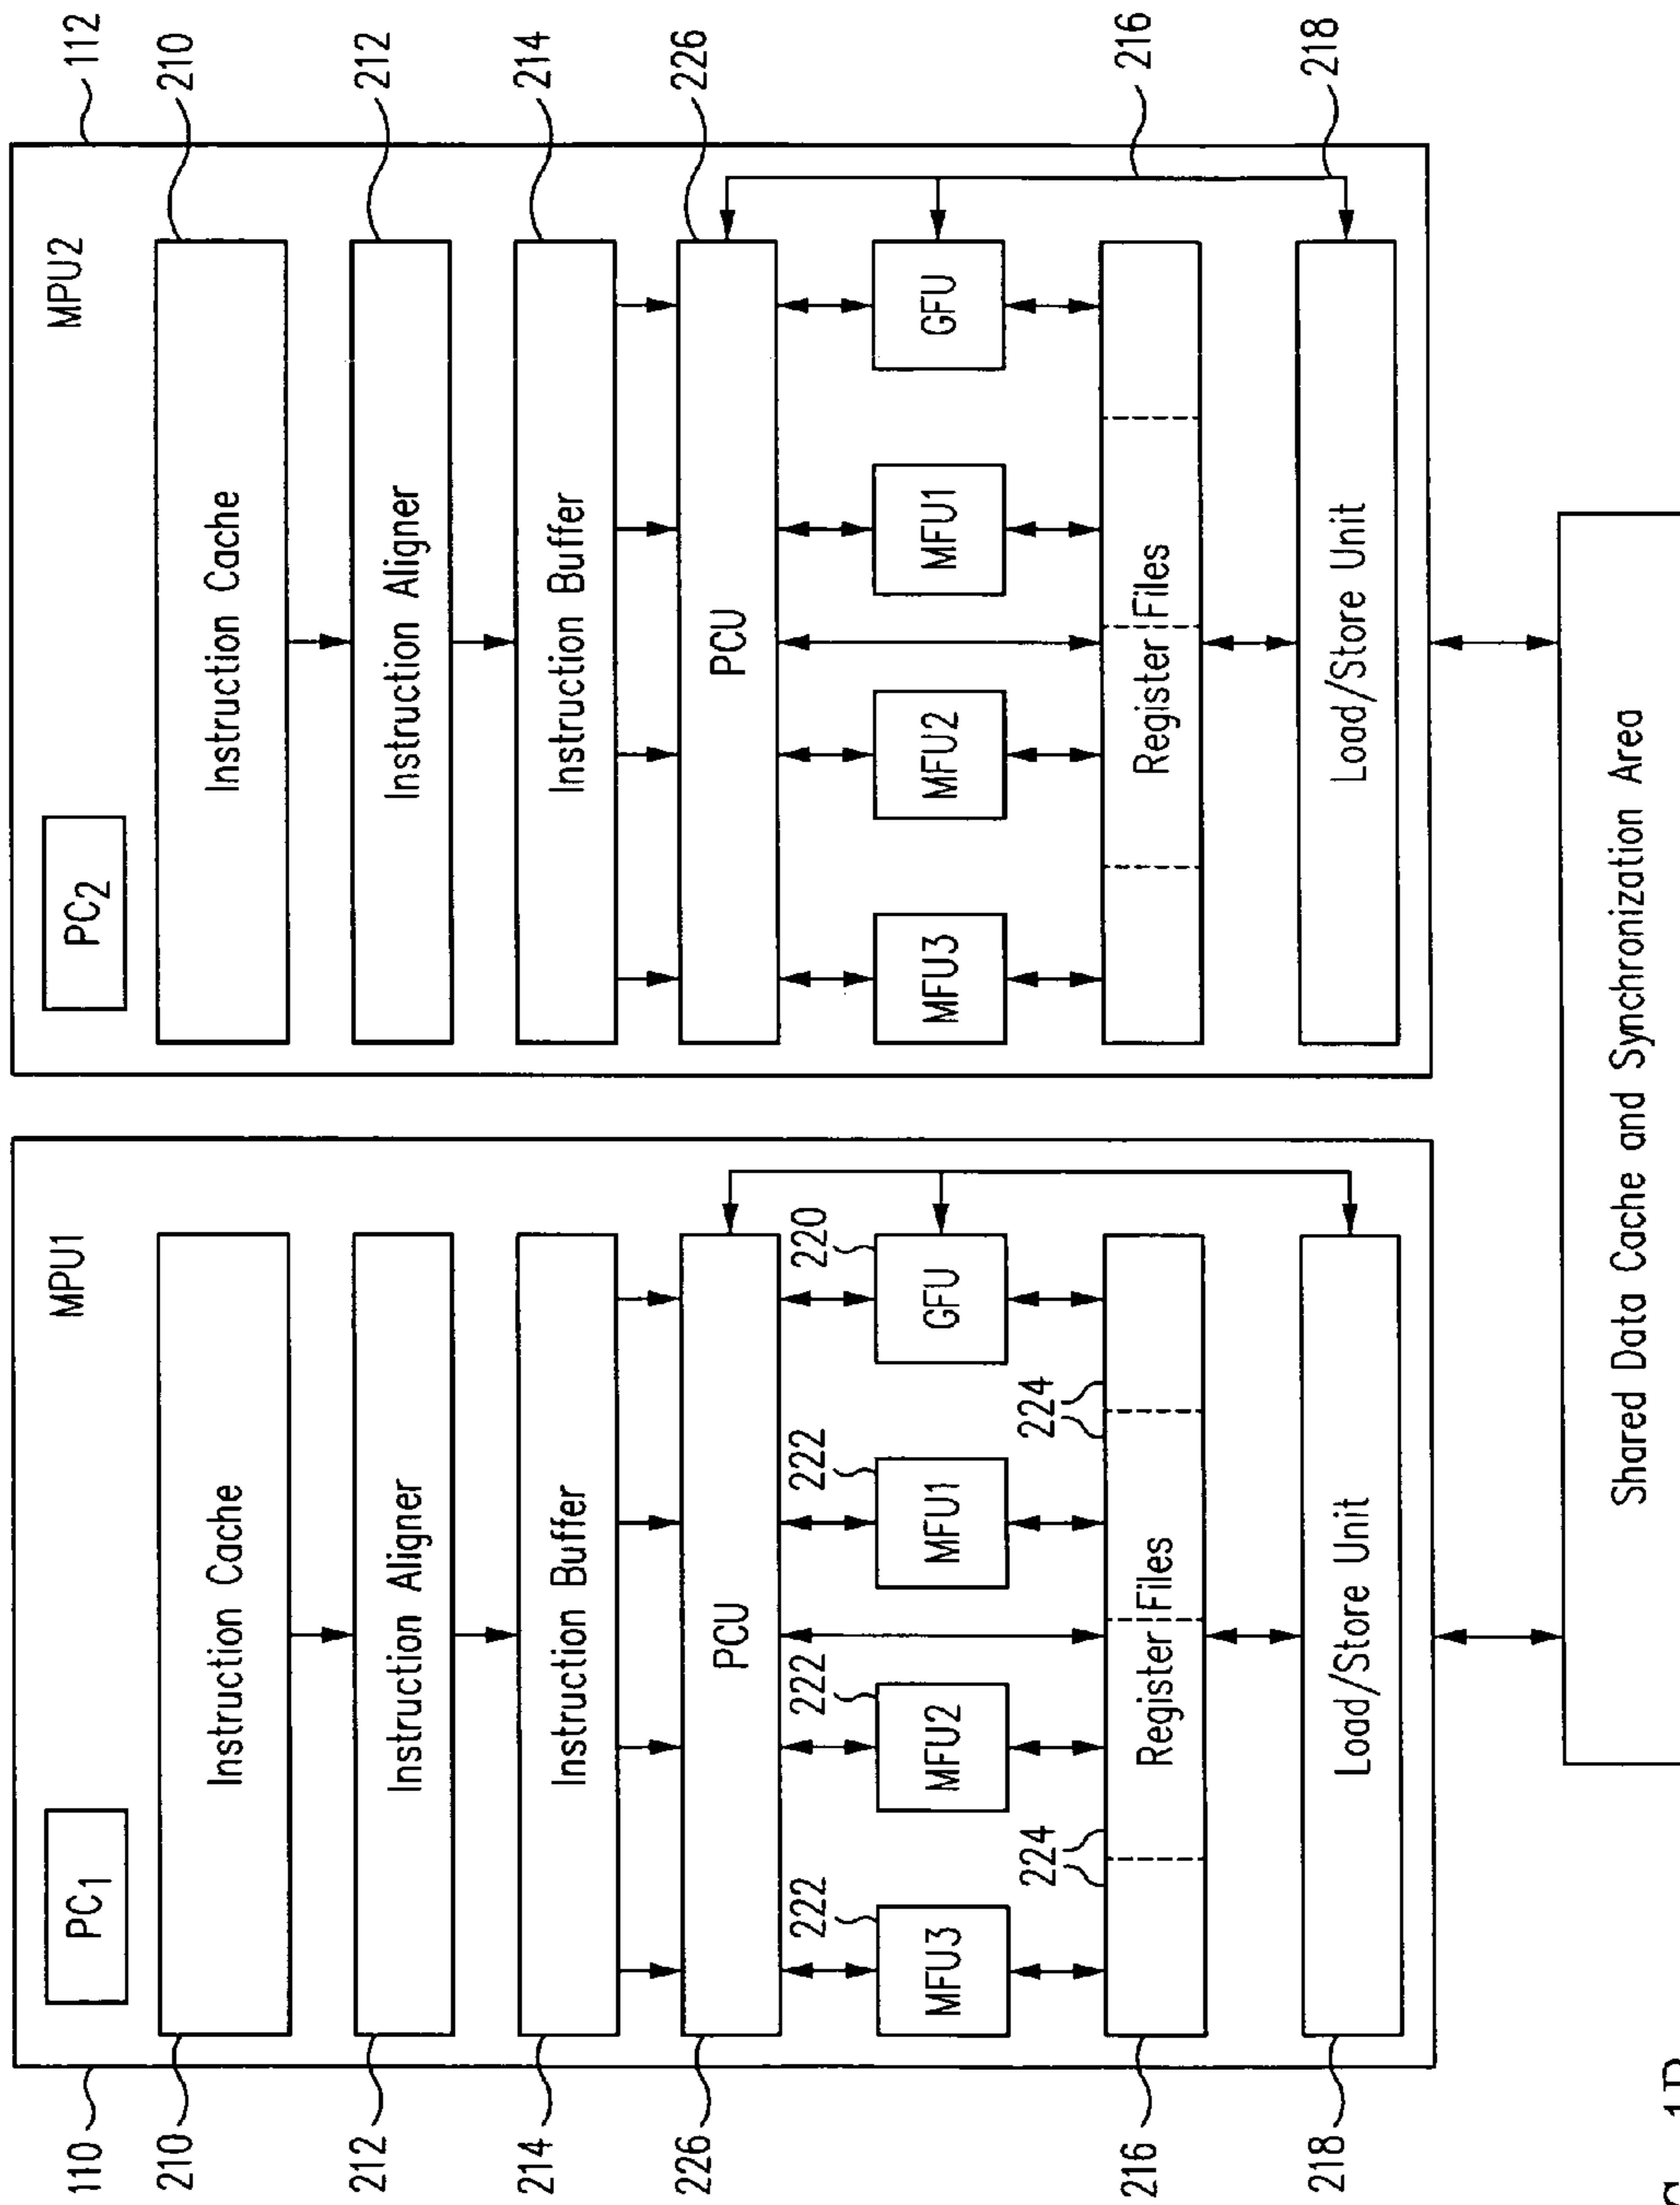 110
210
212
214
226
216
218
MPU1
PC1
Instruction Cache
Instruction Aligner
Instruction Buffer
PCU
222
222
222
220
MFU3
MFU2
MFU1
GFU
224
224
Register Files
Load/Store Unit
MPU2
PC2
Instruction Cache
Instruction Aligner
Instruction Buffer
PCU
MFU3
MFU2
MFU1
GFU
Register Files
Load/Store Unit
112
210
212
214
226
216
218
Shared Data Cache and Synchronization Area